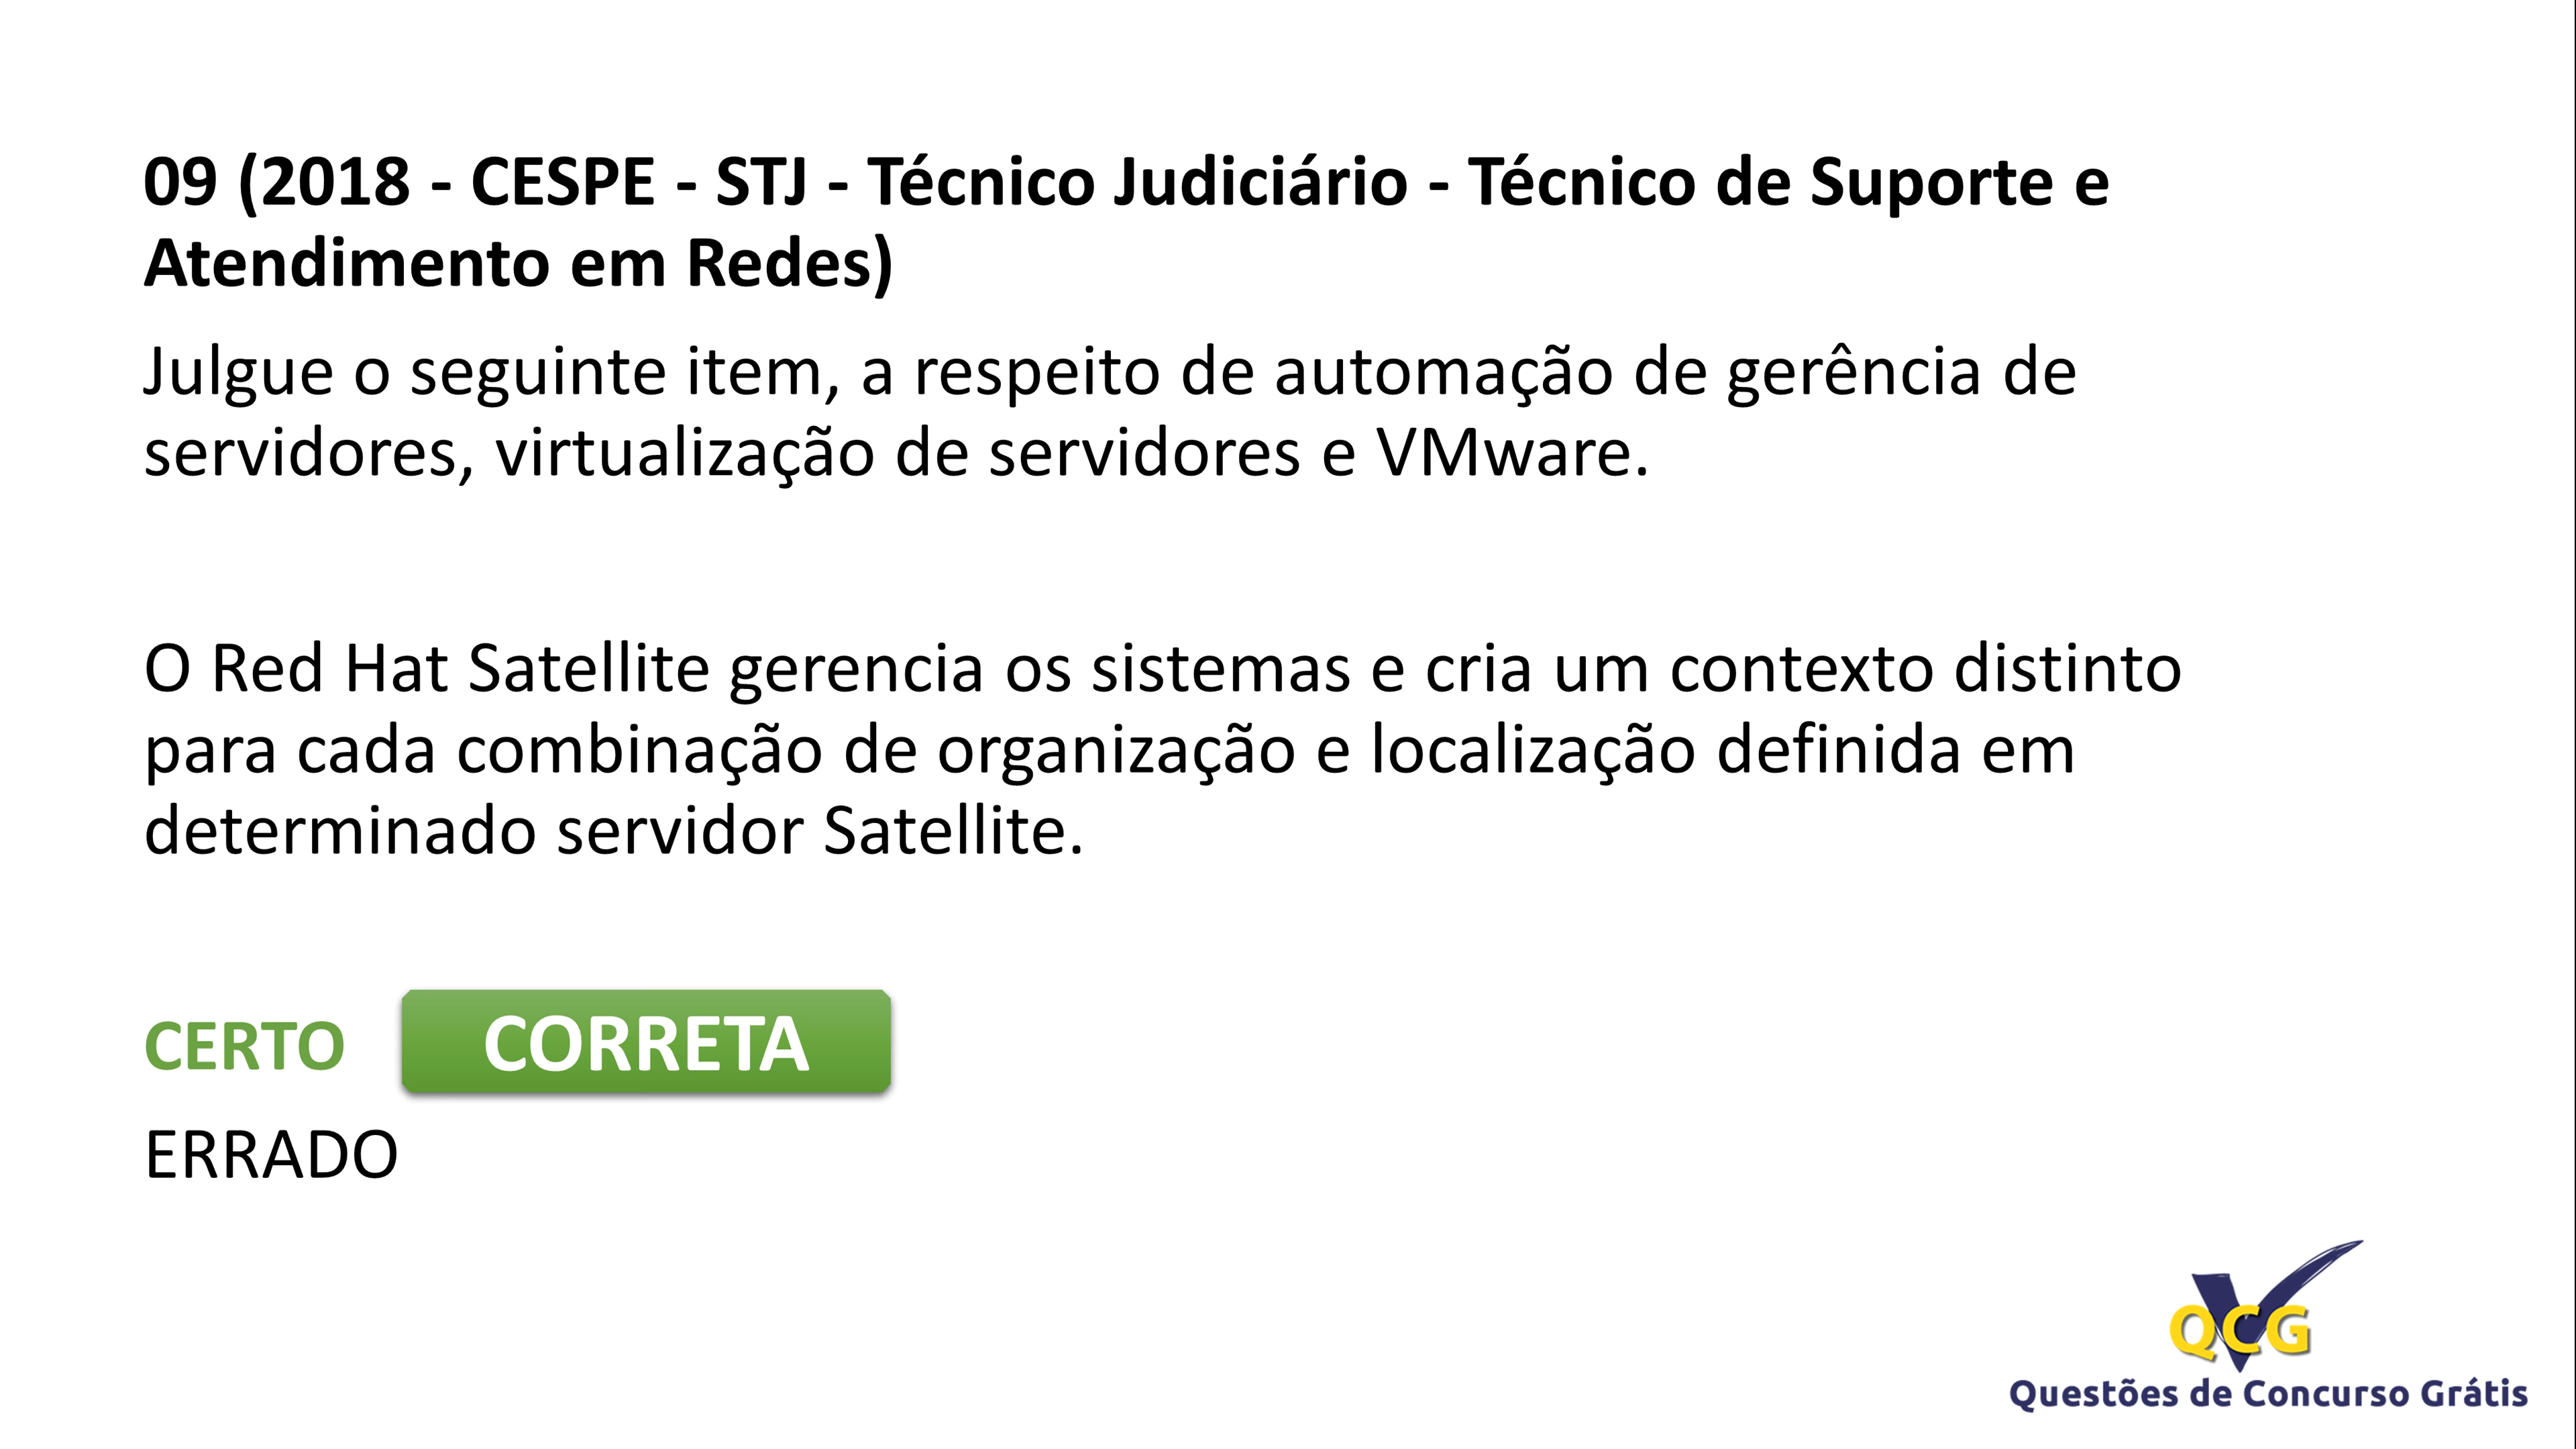 09 (2018 - CESPE - STJ - Técnico Judiciário - Técnico de Suporte e
Atendimento em Redes)
Julgue o seguinte item, a respeito de automação de gerência de
servidores, virtualização de servidores e VMware.
O Red Hat Satellite gerencia os sistemas e cria um contexto distinto
para cada combinação de organização e localização definida em
determinado servidor Satellite.
CERTO CORRETA
ERRADO
QCG
Questões de Concurso Grátis